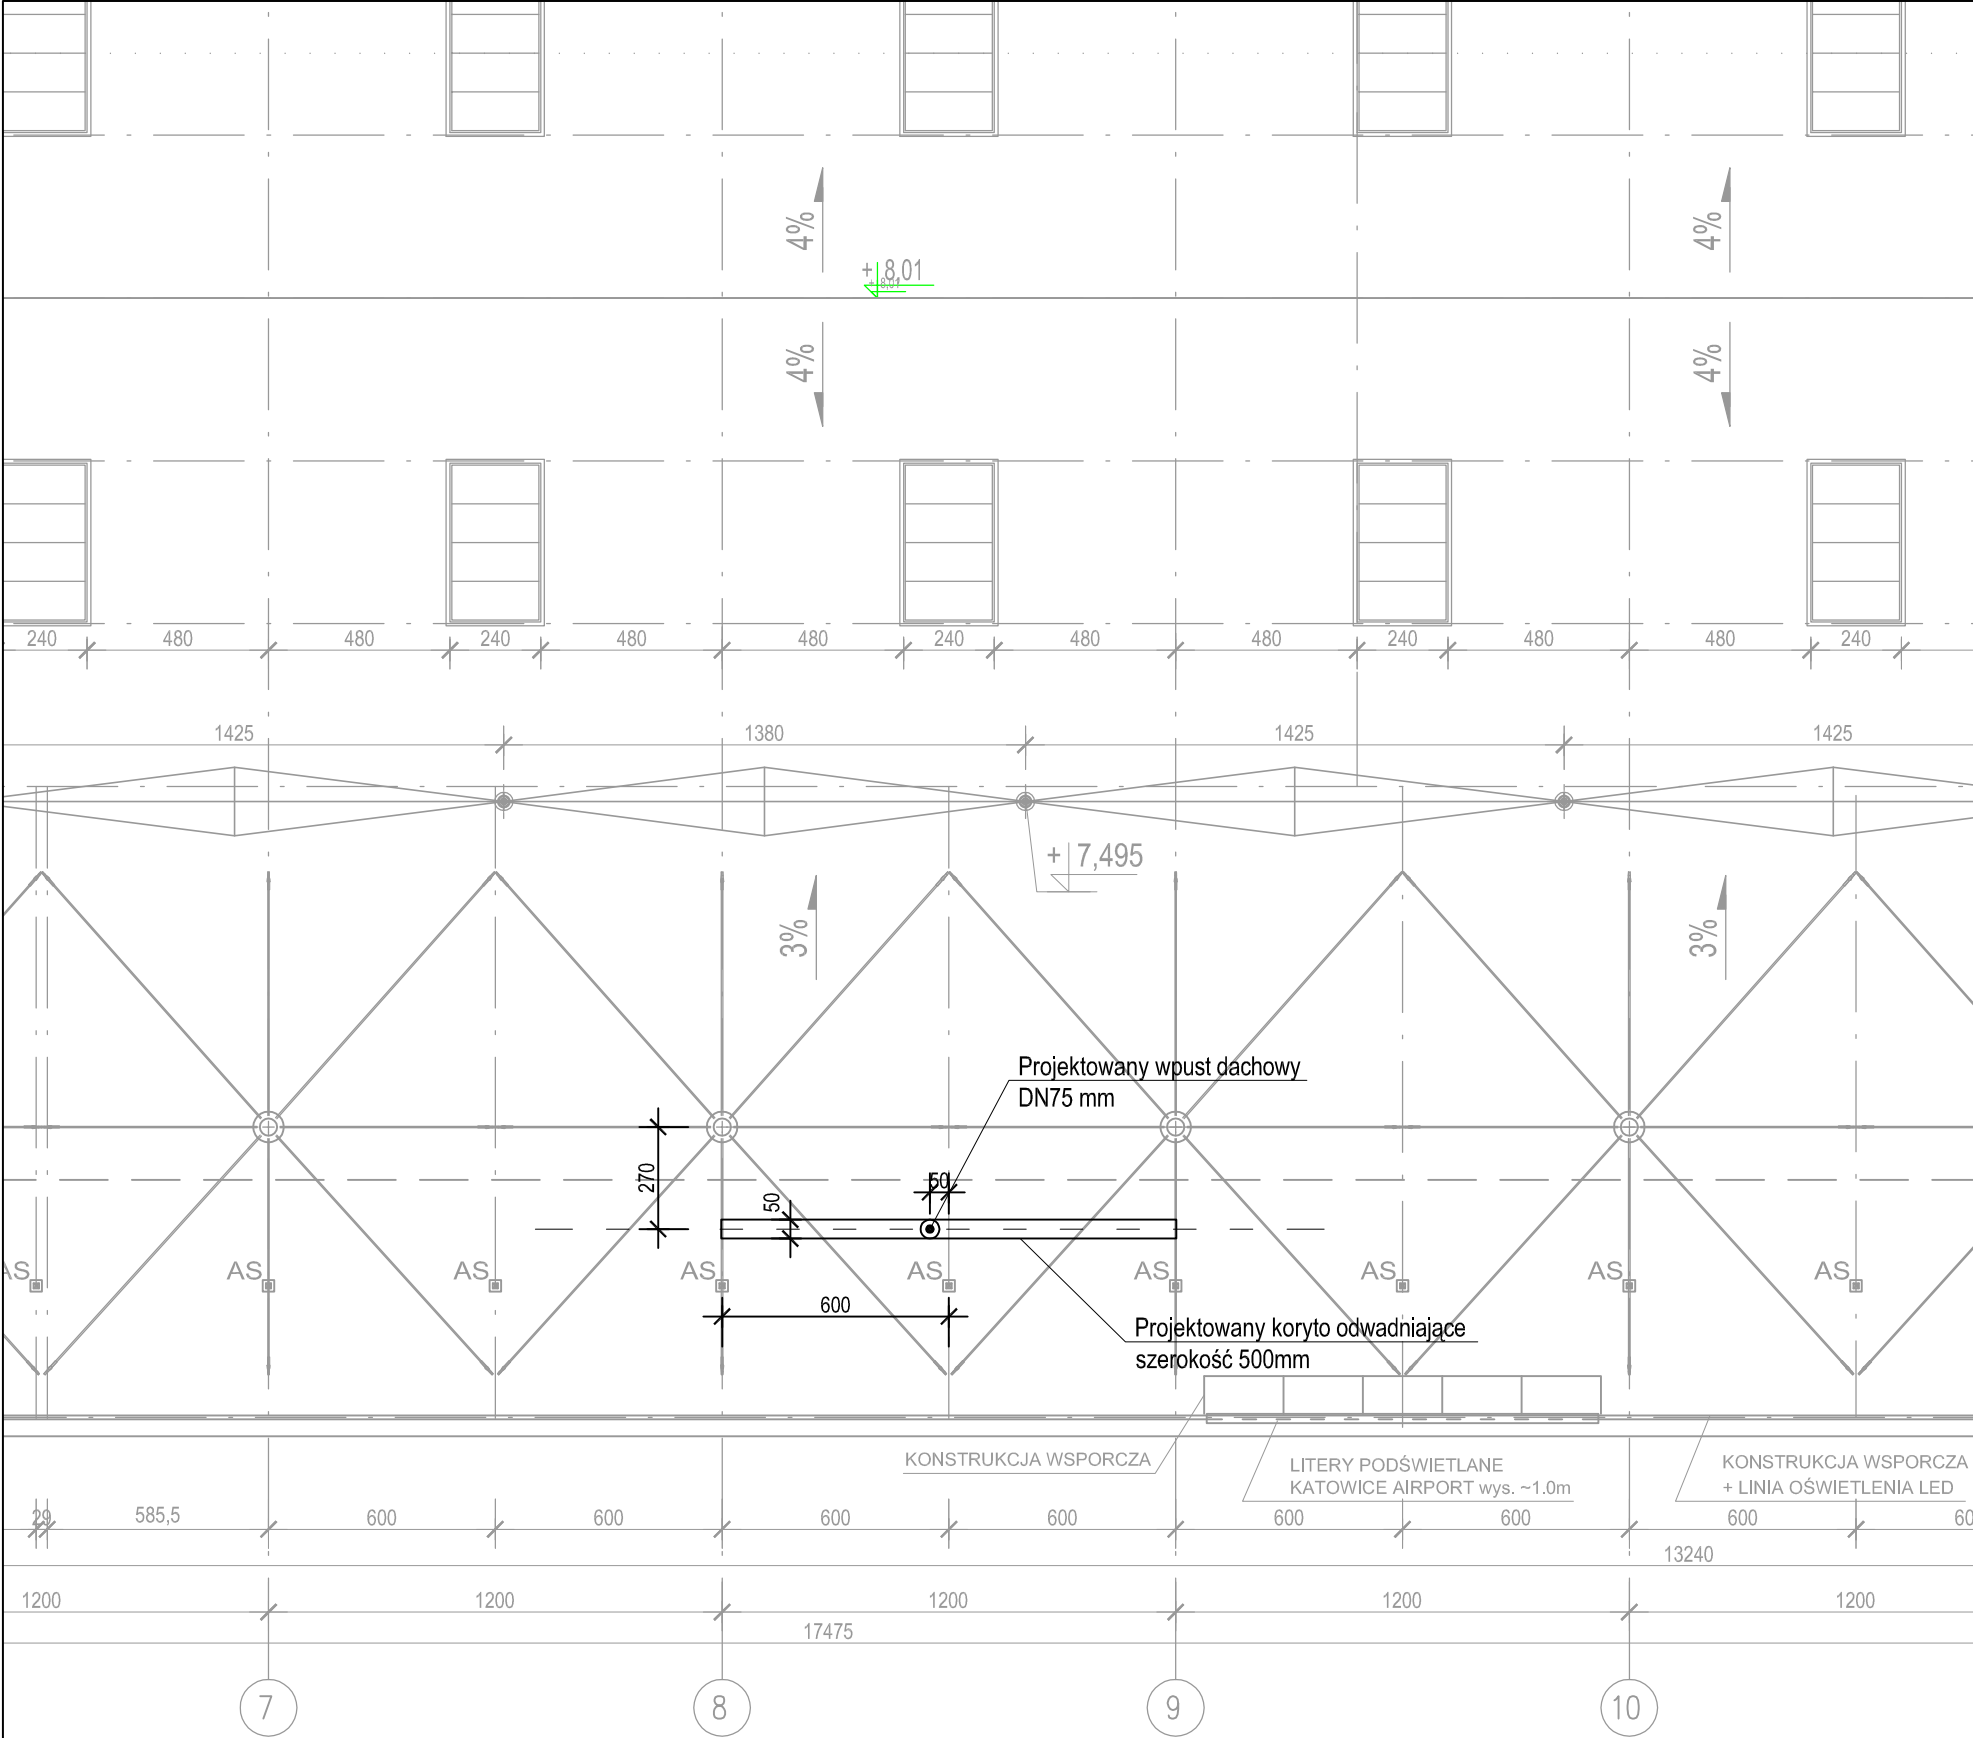 4%
4%
+ 8,01
+ 8,01
4%
4%
240 480 480 240 480 480 240 480 480 240 480 480 240
1425 1380 1425 1425
+ 7,495
3%
3%
Projektowany wpust dachowy
DN75 mm
270
50
50
AS AS AS AS AS AS AS AS AS
600
Projektowany koryto odwadniające
szerokość 500mm
KONSTRUKCJA WSPORCZA
LITERY PODŚWIETLANE
KATOWICE AIRPORT wys. ~1.0m
KONSTRUKCJA WSPORCZA
+ LINIA OŚWIETLENIA LED
29 585,5 600 600 600 600 600 600 600 60
13240
1200 1200 1200 1200 1200
17475
7 8 9 10